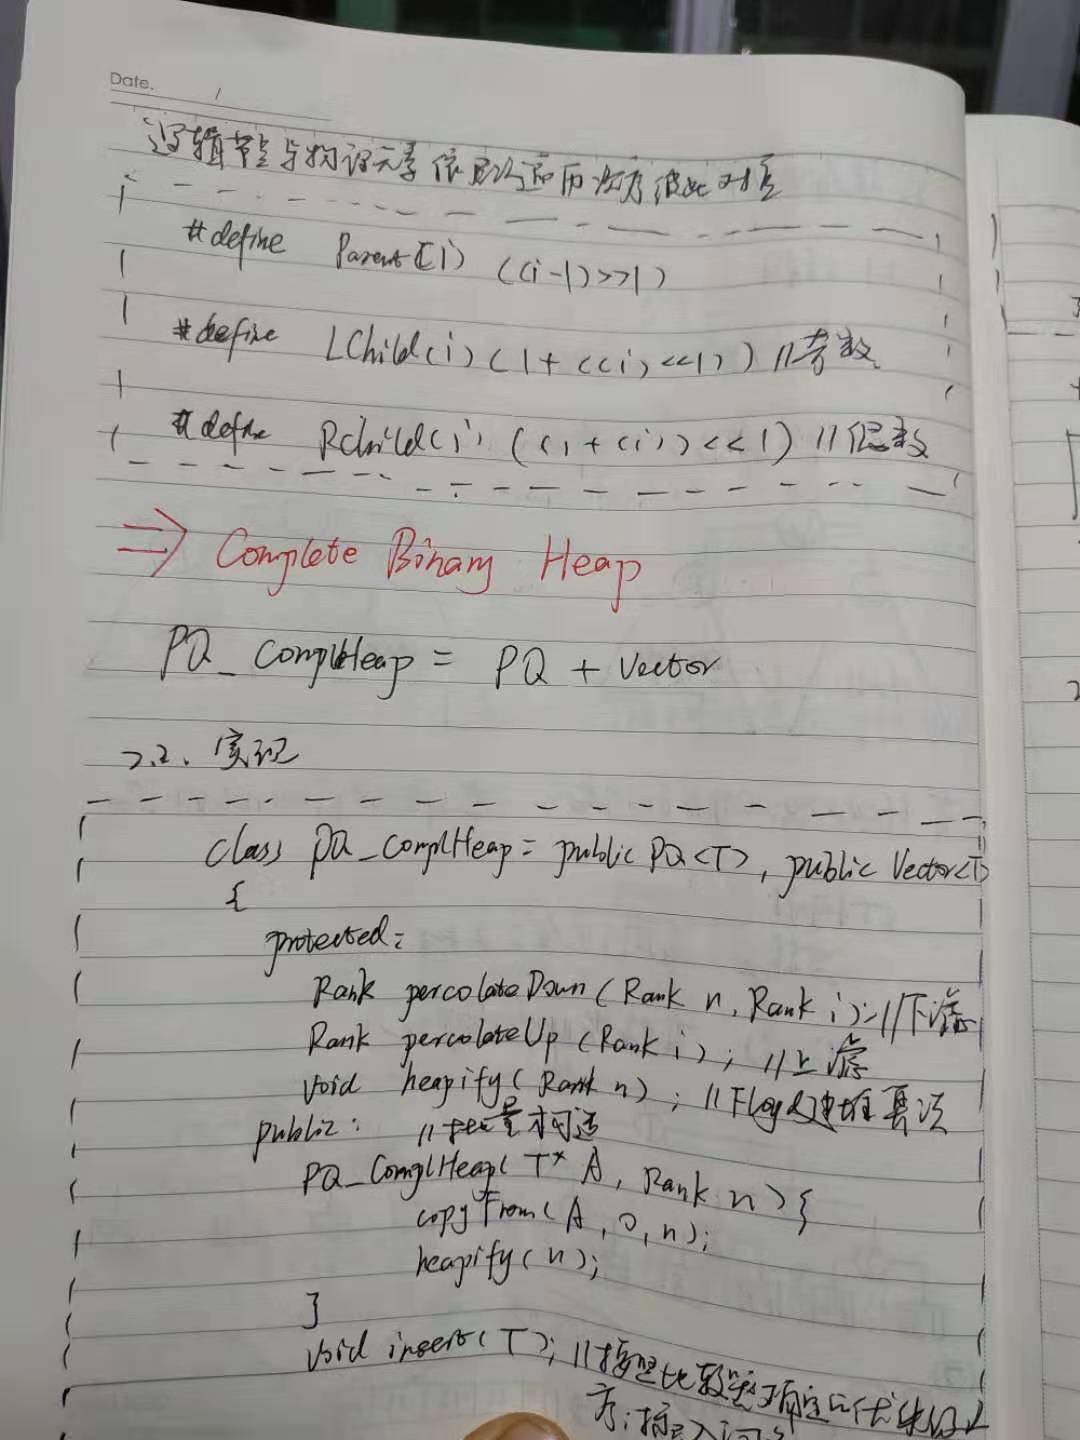 Date.
逻辑节点与物理元素依层次遍历次序彼此对应
#define Parent(i) ((i-1)>>1)
#define LChild(i) (1+((i)<<1)) //奇数
#define RChild(i) ((1+(i))<<1) //偶数
⇒ Complete Binary Heap
PQ_ComplHeap = PQ + Vector
2.2. 实现
class PQ_ComplHeap: public PQ<T>, public Vector<T>
{
protected:
Rank percolateDown(Rank n, Rank i); //下滤
Rank percolateUp(Rank i); //上滤
void heapify(Rank n); //Floyd建堆算法
public: //批量构造
PQ_ComplHeap(T* A, Rank n){
copyFrom(A, 0, n);
heapify(n);
}
void insert(T); //按照比较器确定的优先级次
序，插入词条